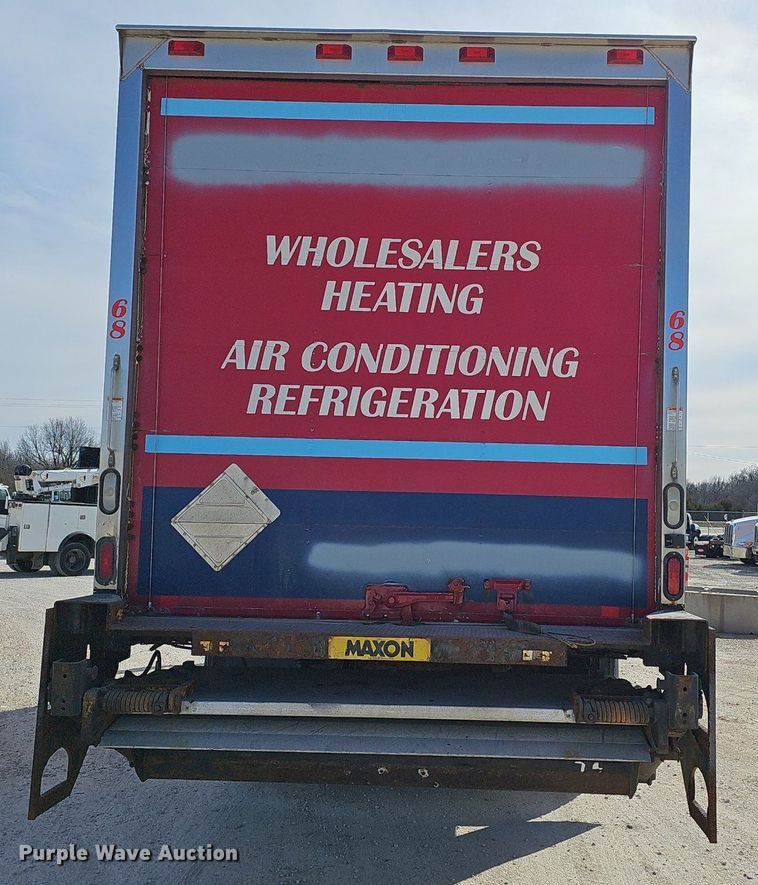 WHOLESALERS
HEATING
68
68
AIR CONDITIONING
REFRIGERATION
MAXON
Purple Wave Auction